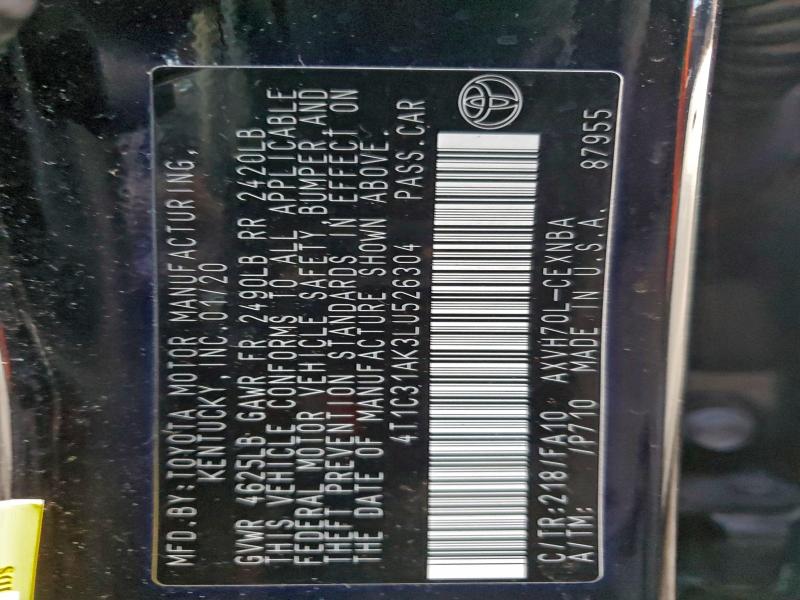 MFD.BY:TOYOTA MOTOR MANUFACTURING,
KENTUCKY, INC. 01/20
GVWR 4625LB GAWR FR 2490LB RR 2420LB
THIS VEHICLE CONFORMS TO ALL APPLICABLE
FEDERAL MOTOR VEHICLE SAFETY, BUMPER, AND
THEFT PREVENTION STANDARDS IN EFFECT ON
THE DATE OF MANUFACTURE SHOWN ABOVE.
4T1C31AK3LU526304 PASS.CAR
C/TR:218/FA10 AXVH70L-CEXNBA
A/TM: /P710 MADE IN U.S.A. 87955